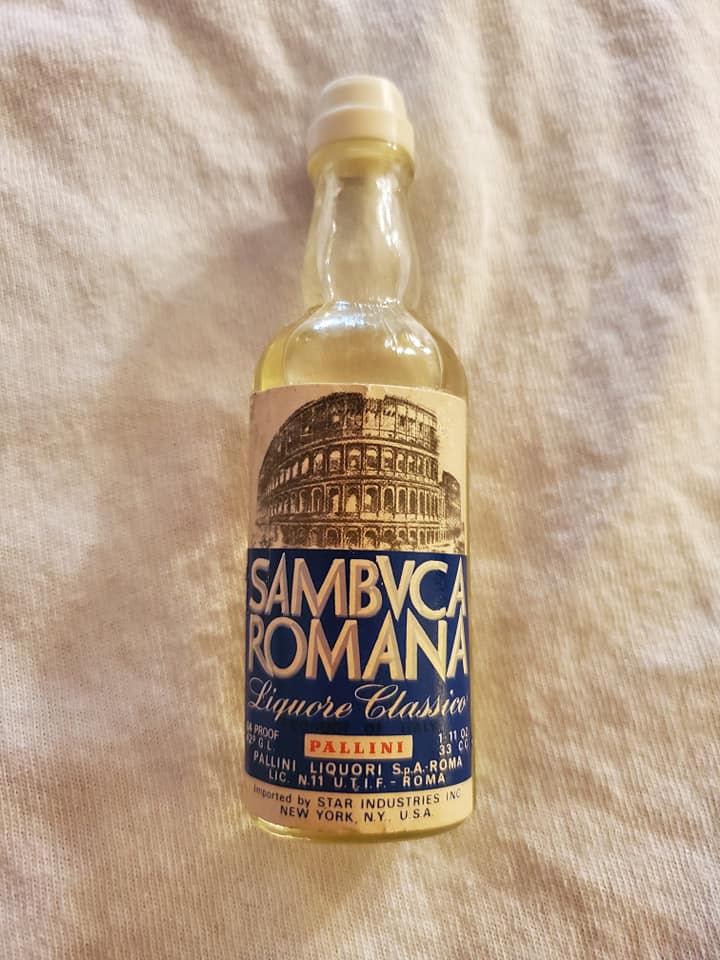 SAMBVCA
ROMANA
Liquore Classico
84 PROOF
42° G.L.
PALLINI
1.11 OZ
33 CC
PALLINI LIQUORI S.p.A.-ROMA
LIC. N.11 U.T.I.F. - ROMA
Imported by STAR INDUSTRIES INC
NEW YORK, N.Y. U.S.A.